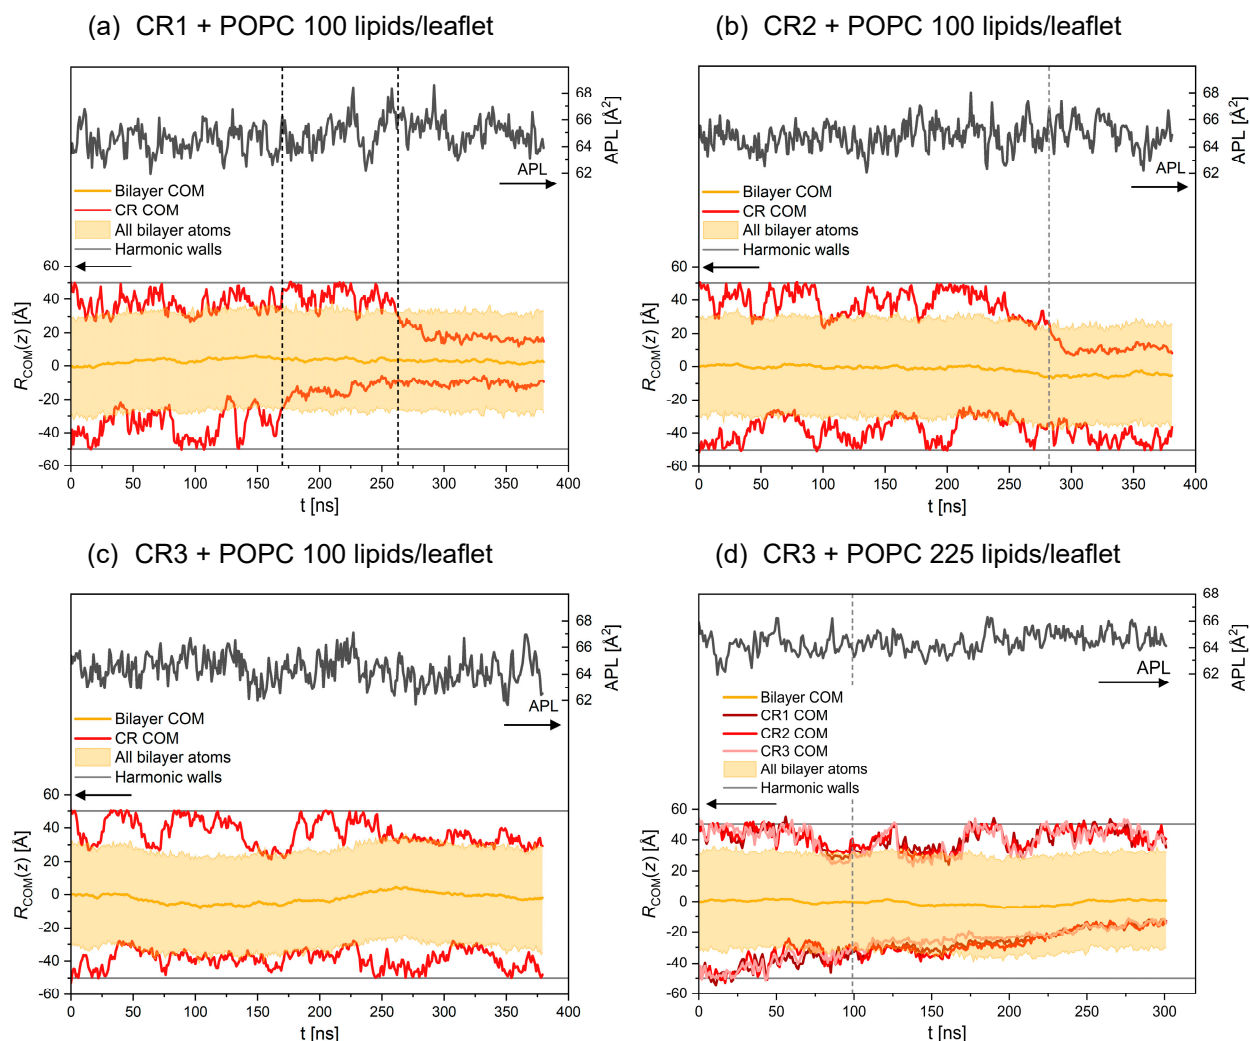 (a) CR1 + POPC 100 lipids/leaflet
68
66
64
62
APL [Å²]
APL
Bilayer COM
CR COM
All bilayer atoms
Harmonic walls
60
40
20
0
-20
-40
-60
R_COM(z) [Å]
0 50 100 150 200 250 300 350 400
t [ns]
(b) CR2 + POPC 100 lipids/leaflet
68
66
64
62
APL [Å²]
APL
Bilayer COM
CR COM
All bilayer atoms
Harmonic walls
60
40
20
0
-20
-40
-60
R_COM(z) [Å]
0 50 100 150 200 250 300 350 400
t [ns]
(c) CR3 + POPC 100 lipids/leaflet
68
66
64
62
APL [Å²]
APL
Bilayer COM
CR COM
All bilayer atoms
Harmonic walls
60
40
20
0
-20
-40
-60
R_COM(z) [Å]
0 50 100 150 200 250 300 350 400
t [ns]
(d) CR3 + POPC 225 lipids/leaflet
68
66
64
62
APL [Å²]
APL
Bilayer COM
CR1 COM
CR2 COM
CR3 COM
All bilayer atoms
Harmonic walls
60
40
20
0
-20
-40
-60
R_COM(z) [Å]
0 50 100 150 200 250 300
t [ns]